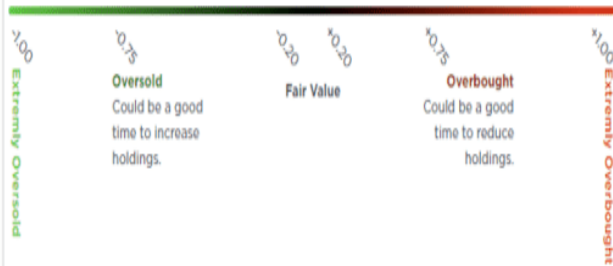 -1.00
-0.75
-0.20
+0.20
+0.75
+1.00
Extremly Oversold
Oversold
Could be a good
time to increase
holdings.
Fair Value
Overbought
Could be a good
time to reduce
holdings.
Extremly Overbought